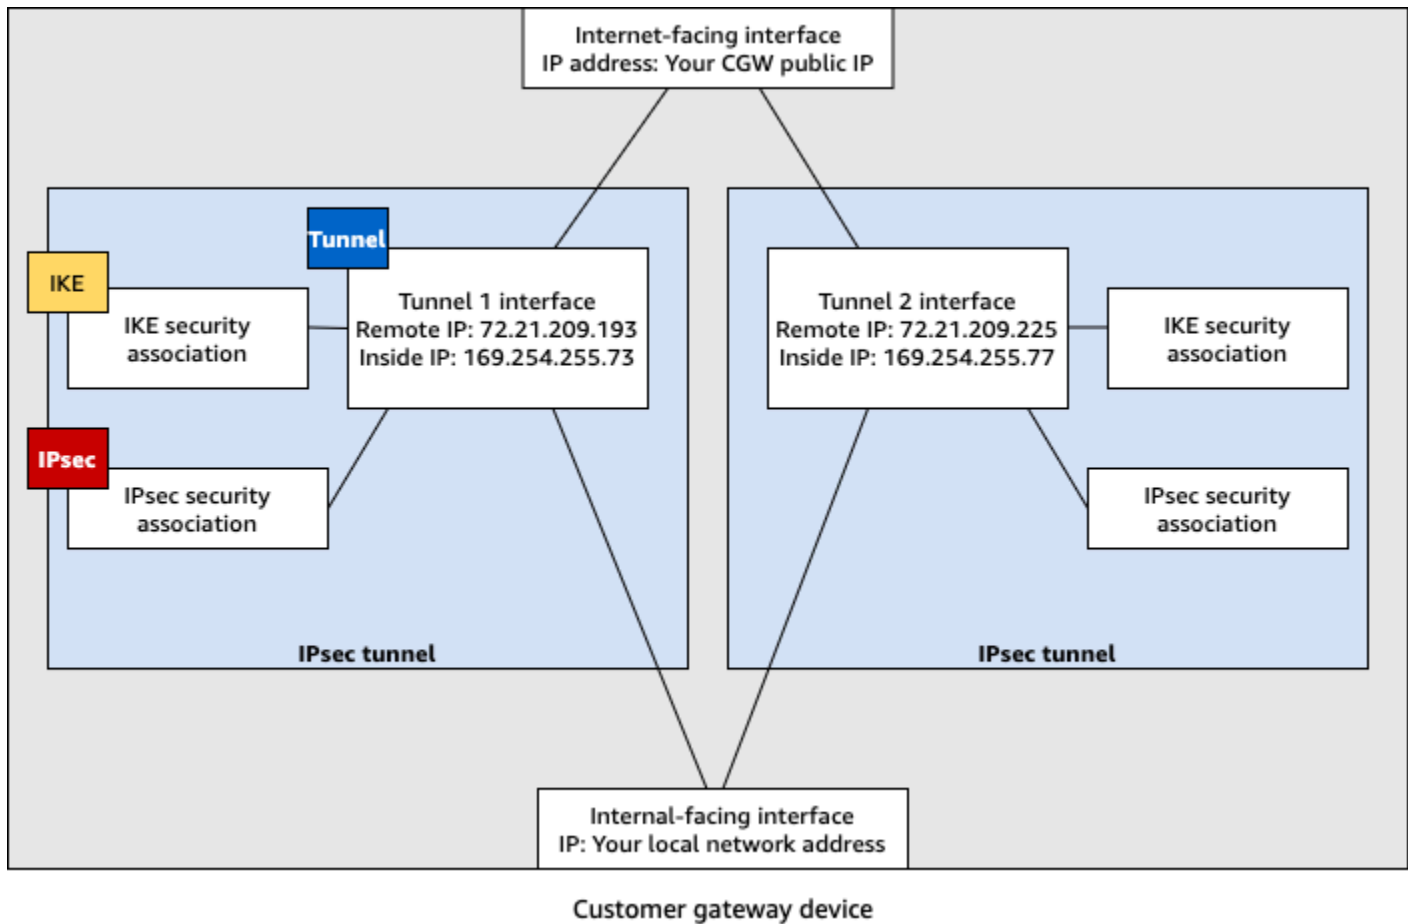 Internet-facing interface
IP address: Your CGW public IP
Tunnel
IKE
Tunnel 1 interface
Remote IP: 72.21.209.193
Inside IP: 169.254.255.73
IKE security
association
IPsec
IPsec security
association
IPsec tunnel
Tunnel 2 interface
Remote IP: 72.21.209.225
Inside IP: 169.254.255.77
IKE security
association
IPsec security
association
IPsec tunnel
Internal-facing interface
IP: Your local network address
Customer gateway device